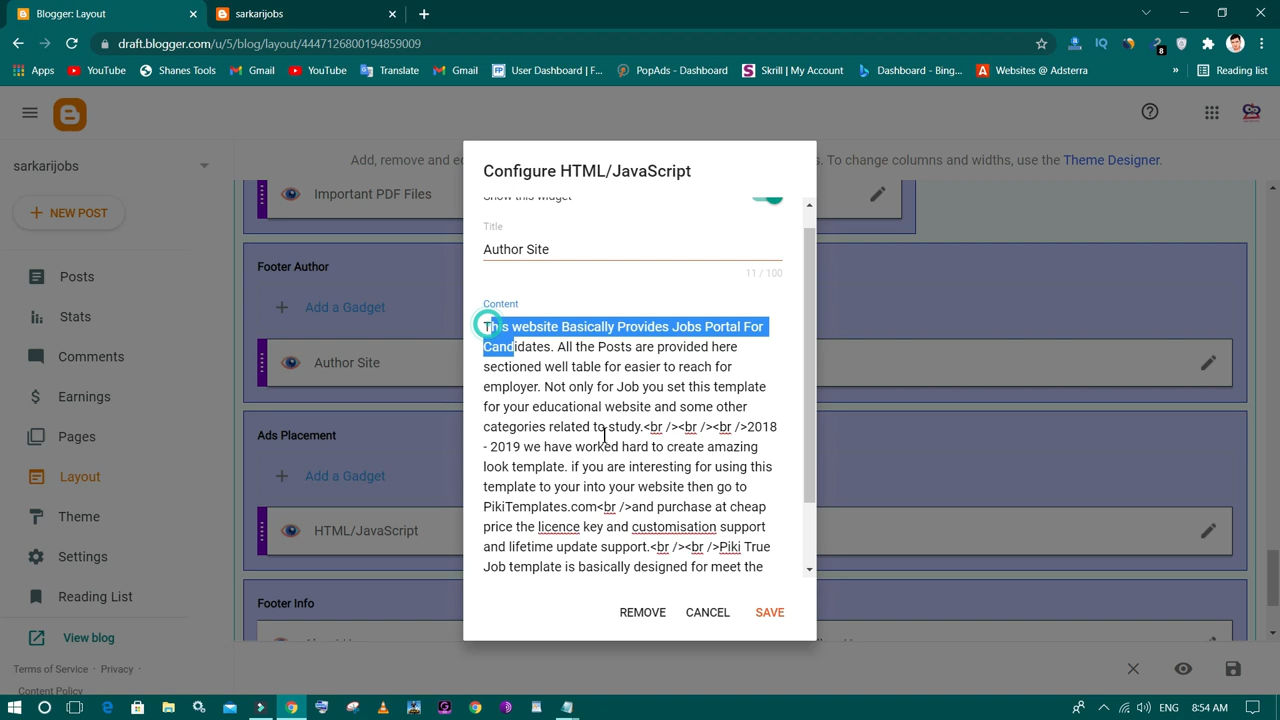 Blogger: Layout
sarkarijobs
draft.blogger.com/u/5/blog/layout/4447126800194859009
8
Apps
YouTube
Shanes Tools
Gmail
YouTube
Translate
Gmail
User Dashboard | F...
PopAds - Dashboard
Skrill | My Account
Dashboard - Bing...
Websites @ Adsterra
»
Reading list
sarkarijobs
NEW POST
Posts
Stats
Comments
Earnings
Pages
Layout
Theme
Settings
Reading List
View blog
Terms of Service · Privacy ·
Content Policy
Add, remove and e
. To change columns and widths, use the Theme Designer.
Important PDF Files
Footer Author
Add a Gadget
Author Site
Ads Placement
Add a Gadget
HTML/JavaScript
Footer Info
Configure HTML/JavaScript
Show this widget
Title
Author Site
11 / 100
Content
This website Basically Provides Jobs Portal For
Candidates. All the Posts are provided here
sectioned well table for easier to reach for
employer. Not only for Job you set this template
for your educational website and some other
categories related to study.<br /><br /><br />2018
- 2019 we have worked hard to create amazing
look template. if you are interesting for using this
template to your into your website then go to
PikiTemplates.com<br />and purchase at cheap
price the licence key and customisation support
and lifetime update support.<br /><br />Piki True
Job template is basically designed for meet the
REMOVE
CANCEL
SAVE
ENG
8:54 AM